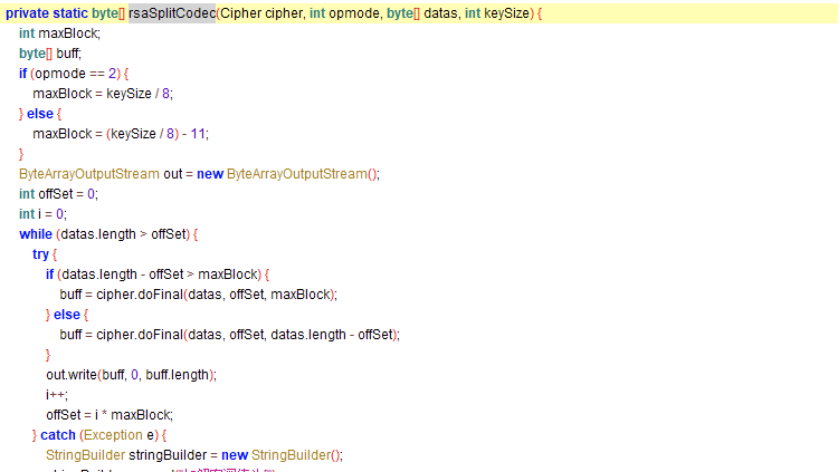 private static byte[] rsaSplitCodec(Cipher cipher, int opmode, byte[] datas, int keySize) {
int maxBlock;
byte[] buff;
if (opmode == 2) {
maxBlock = keySize / 8;
} else {
maxBlock = (keySize / 8) - 11;
}
ByteArrayOutputStream out = new ByteArrayOutputStream();
int offSet = 0;
int i = 0;
while (datas.length > offSet) {
try {
if (datas.length - offSet > maxBlock) {
buff = cipher.doFinal(datas, offSet, maxBlock);
} else {
buff = cipher.doFinal(datas, offSet, datas.length - offSet);
}
out.write(buff, 0, buff.length);
i++;
offSet = i * maxBlock;
} catch (Exception e) {
StringBuilder stringBuilder = new StringBuilder();